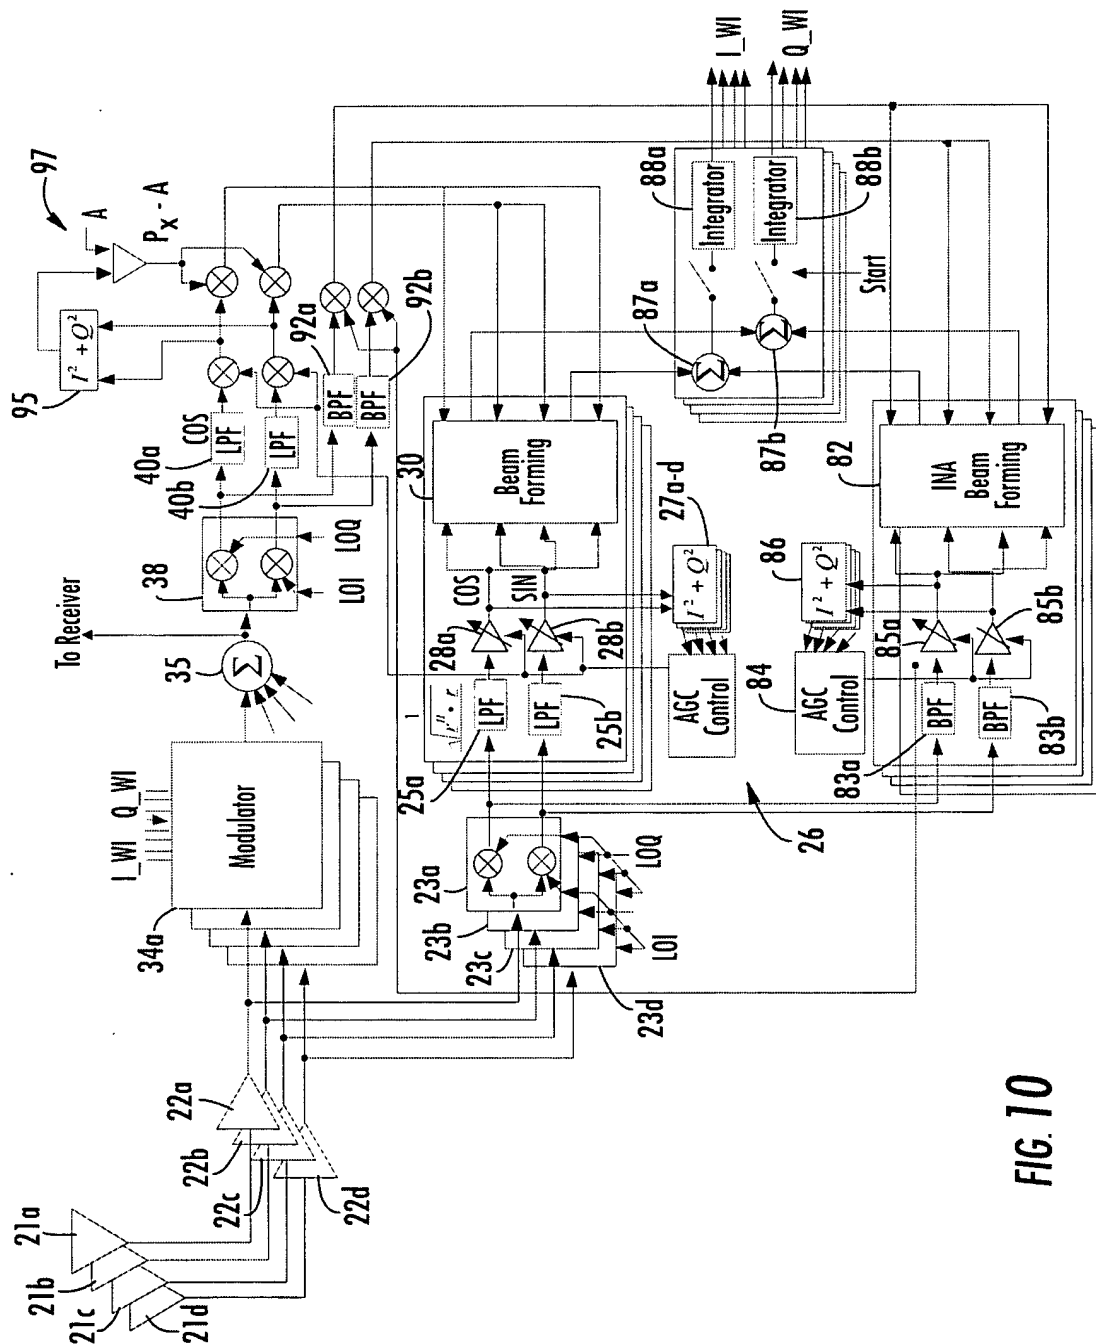 21a
21b
21c
21d
22a
22b
22c
22d
34a
I_WI Q_WI
Modulator
35
Σ
To Receiver
38
LOI
LOQ
40a
COS
LPF
40b
LPF
95
I² + Q²
97
A
P_X - A
92a
BPF
BPF
92b
23a
23b
23c
23d
LOI
LOQ
25a
LPF
LPF
25b
28a
COS
SIN
28b
30
Beam
Forming
26
AGC
Control
I² + Q²
27a-d
87a
Σ
Σ
87b
88a
Integrator
Integrator
88b
Start
I_WI
Q_WI
83a
BPF
BPF
83b
84
AGC
Control
85a
85b
86
I² + Q²
82
INA
Beam
Forming
FIG. 10